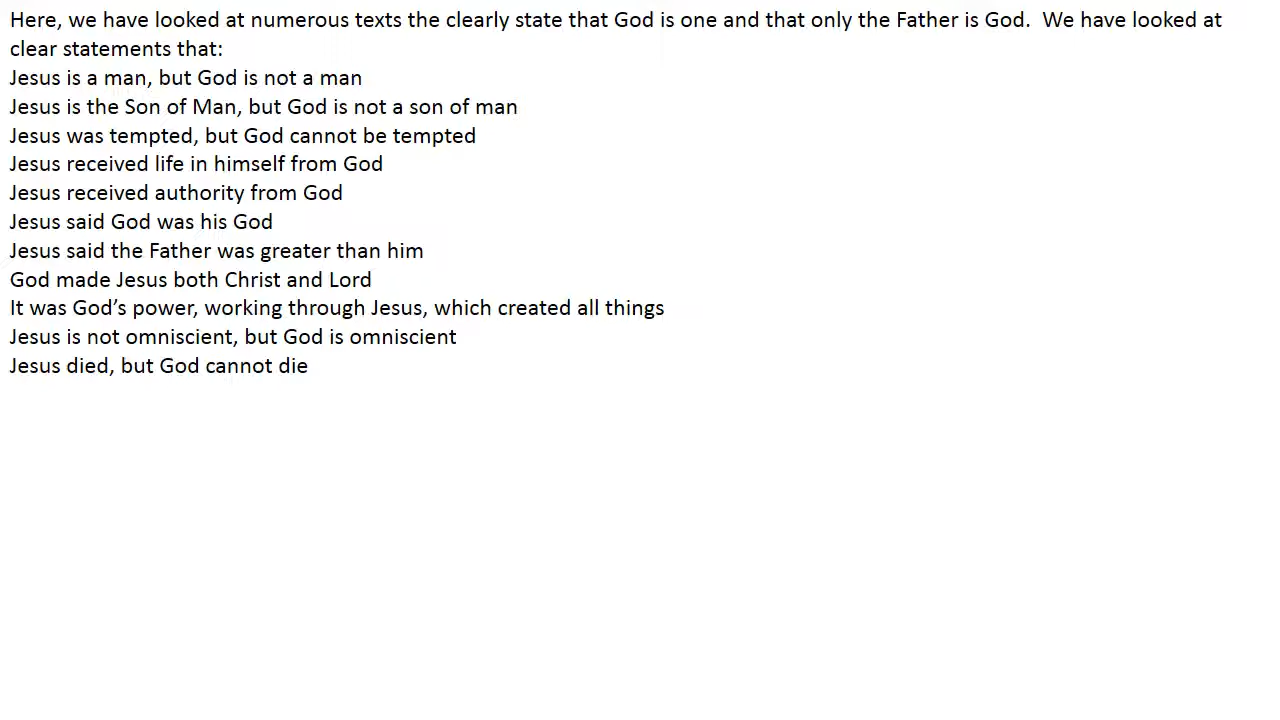 Here, we have looked at numerous texts the clearly state that God is one and that only the Father is God.  We have looked at
clear statements that:
Jesus is a man, but God is not a man
Jesus is the Son of Man, but God is not a son of man
Jesus was tempted, but God cannot be tempted
Jesus received life in himself from God
Jesus received authority from God
Jesus said God was his God
Jesus said the Father was greater than him
God made Jesus both Christ and Lord
It was God’s power, working through Jesus, which created all things
Jesus is not omniscient, but God is omniscient
Jesus died, but God cannot die